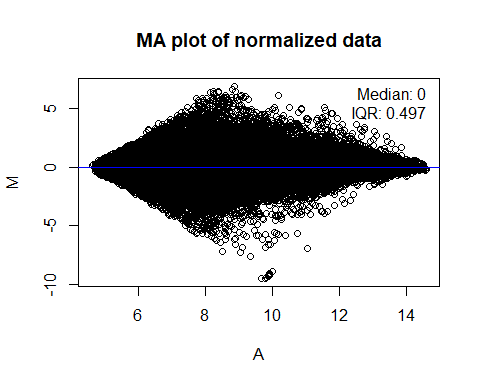 MA plot of normalized data
Median: 0
IQR: 0.497
5
0
-5
-10
M
6 8 10 12 14
A